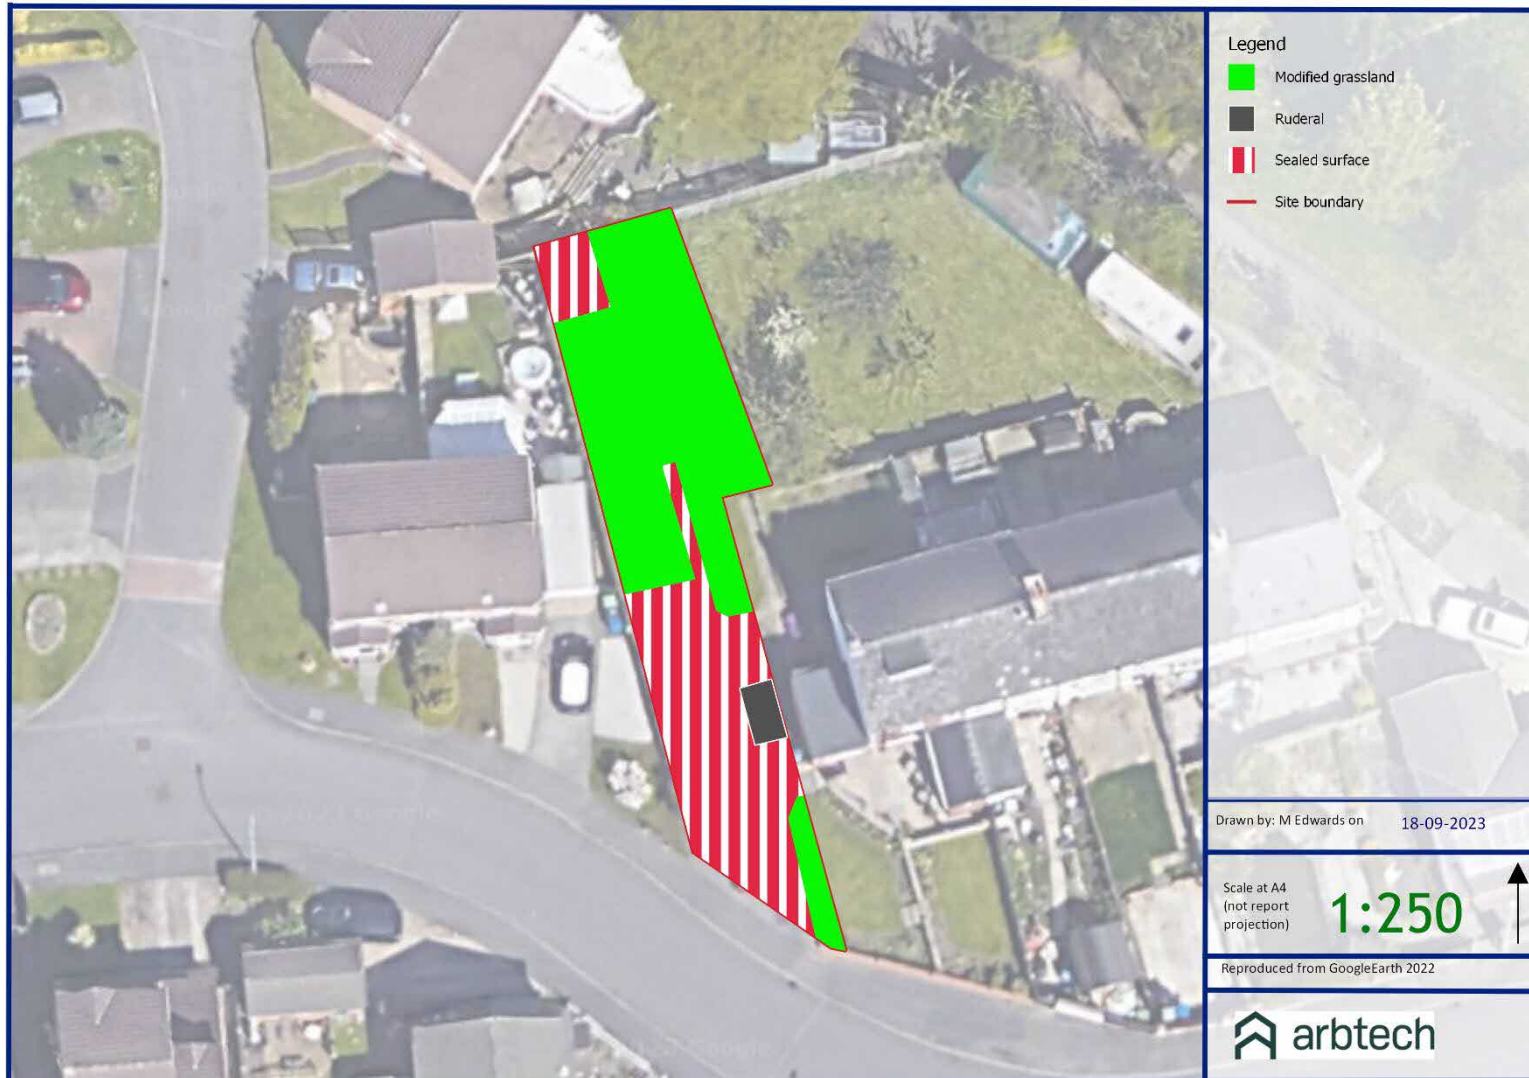 Legend
Modified grassland
Ruderal
Sealed surface
Site boundary
Drawn by: M Edwards on 18-09-2023
Scale at A4
(not report
projection)
1:250
Reproduced from GoogleEarth 2022
arbtech